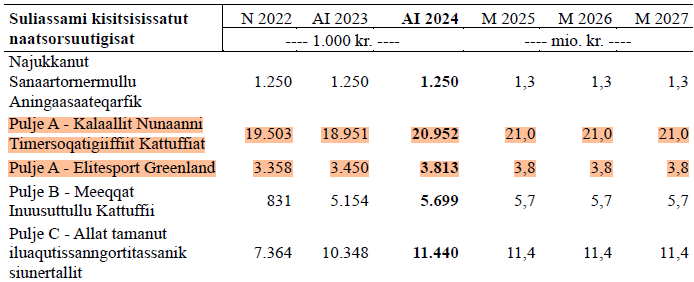 Suliassami kisitsisissatut N 2022 AI 2023 AI 2024 M 2025 M 2026 M 2027
naatsorsuutigisat ---- 1.000 kr. ---- ---- mio. kr. ----
Najukkanut
Sanaartornermullu 1.250 1.250 1.250 1,3 1,3 1,3
Aningaasaateqarfik
Pulje A - Kalaallit Nunaanni
Timersoqatigiiffiit Kattuffiat 19.503 18.951 20.952 21,0 21,0 21,0
Pulje A - Elitesport Greenland 3.358 3.450 3.813 3,8 3,8 3,8
Pulje B - Meeqqat
Inuusuttullu Kattuffii 831 5.154 5.699 5,7 5,7 5,7
Pulje C - Allat tamanut
iluaqutissanngortitassanik 7.364 10.348 11.440 11,4 11,4 11,4
siunertallit